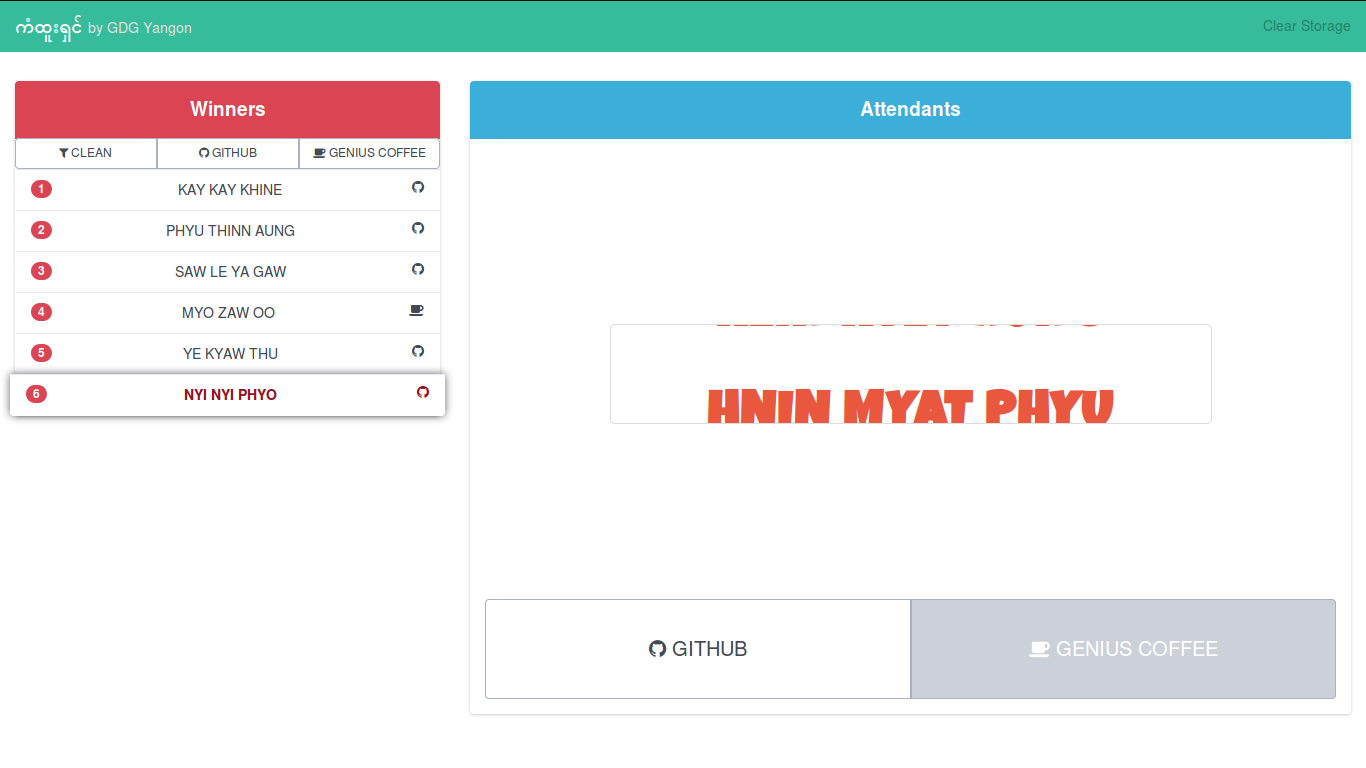 ကံထူးရှင် by GDG Yangon
Clear Storage
Winners
CLEAN
GITHUB
GENIUS COFFEE
1 KAY KAY KHINE
2 PHYU THINN AUNG
3 SAW LE YA GAW
4 MYO ZAW OO
5 YE KYAW THU
6 NYI NYI PHYO
Attendants
HNIN MYAT PHYU
GITHUB
GENIUS COFFEE